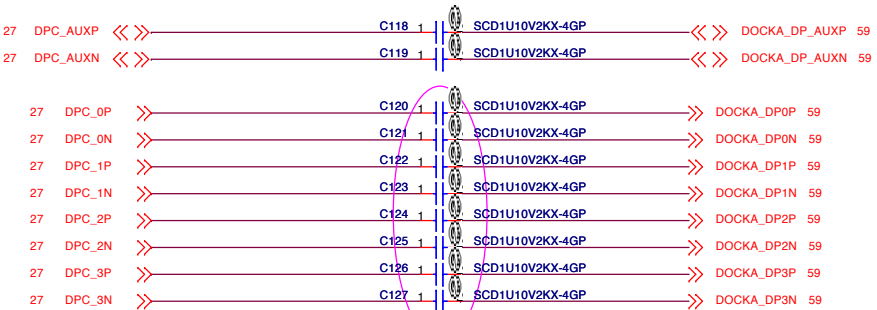 27 DPC_AUXP C118 1 SCD1U10V2KX-4GP DOCKA_DP_AUXP 59
27 DPC_AUXN C119 1 SCD1U10V2KX-4GP DOCKA_DP_AUXN 59
27 DPC_0P C120 1 SCD1U10V2KX-4GP DOCKA_DP0P 59
27 DPC_0N C121 1 SCD1U10V2KX-4GP DOCKA_DP0N 59
27 DPC_1P C122 1 SCD1U10V2KX-4GP DOCKA_DP1P 59
27 DPC_1N C123 1 SCD1U10V2KX-4GP DOCKA_DP1N 59
27 DPC_2P C124 1 SCD1U10V2KX-4GP DOCKA_DP2P 59
27 DPC_2N C125 1 SCD1U10V2KX-4GP DOCKA_DP2N 59
27 DPC_3P C126 1 SCD1U10V2KX-4GP DOCKA_DP3P 59
27 DPC_3N C127 1 SCD1U10V2KX-4GP DOCKA_DP3N 59